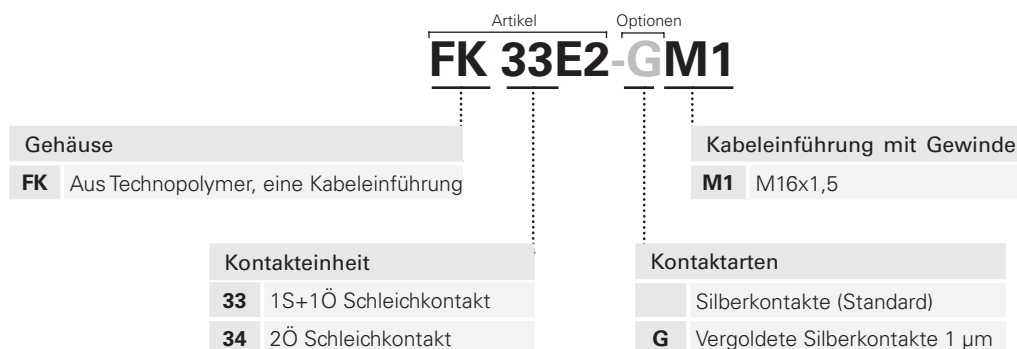 Artikel Optionen
FK 33E2-GM1
Gehäuse
FK Aus Technopolymer, eine Kabeleinführung
Kabeleinführung mit Gewinde
M1 M16x1,5
Kontakteinheit
33 1S+1Ö Schleichkontakt
34 2Ö Schleichkontakt
Kontaktarten
Silberkontakte (Standard)
G Vergoldete Silberkontakte 1 µm